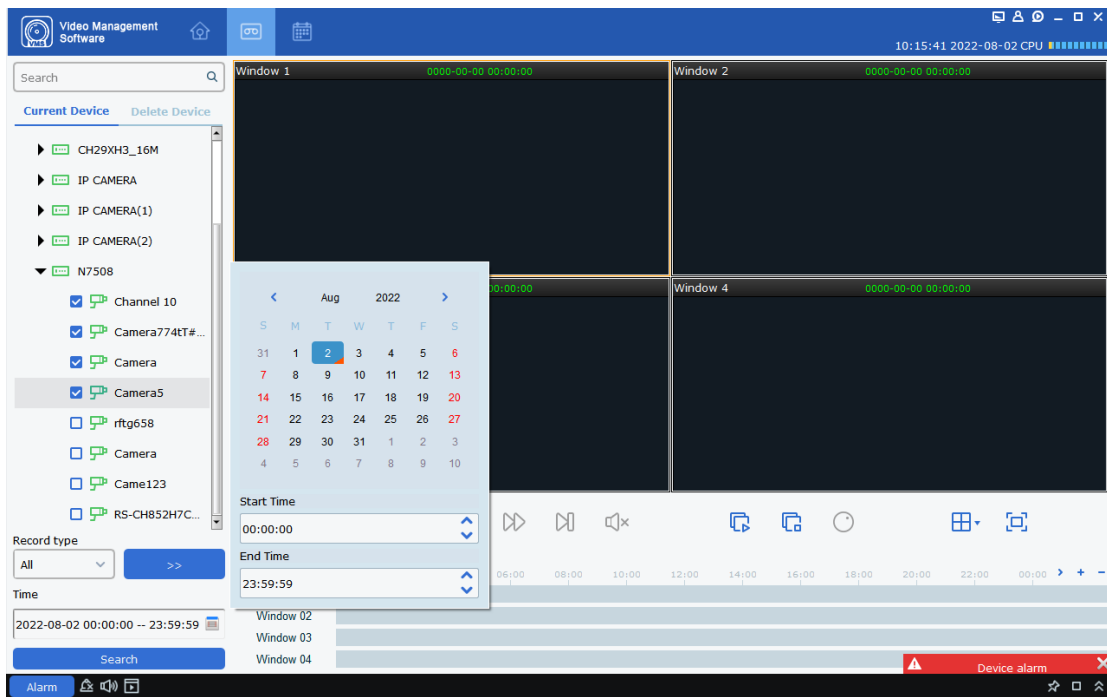 Video Management
Software
VMS
10:15:41 2022-08-02 CPU
Search
Current Device Delete Device
CH29XH3_16M
IP CAMERA
IP CAMERA(1)
IP CAMERA(2)
N7508
Channel 10
Camera774tT#...
Camera
Camera5
rftg658
Camera
Came123
RS-CH852H7C...
Record type
All >>
Time
2022-08-02 00:00:00 -- 23:59:59
Search
Window 1 0000-00-00 00:00:00
Window 2 0000-00-00 00:00:00
00:00:00
Window 4 0000-00-00 00:00:00
< Aug 2022 >
S M T W T F S
31 1 2 3 4 5 6
7 8 9 10 11 12 13
14 15 16 17 18 19 20
21 22 23 24 25 26 27
28 29 30 31 1 2 3
4 5 6 7 8 9 10
Start Time
00:00:00
End Time
23:59:59
06:00 08:00 10:00 12:00 14:00 16:00 18:00 20:00 22:00 00:00 > + -
Window 02
Window 03
Window 04
Device alarm
Alarm